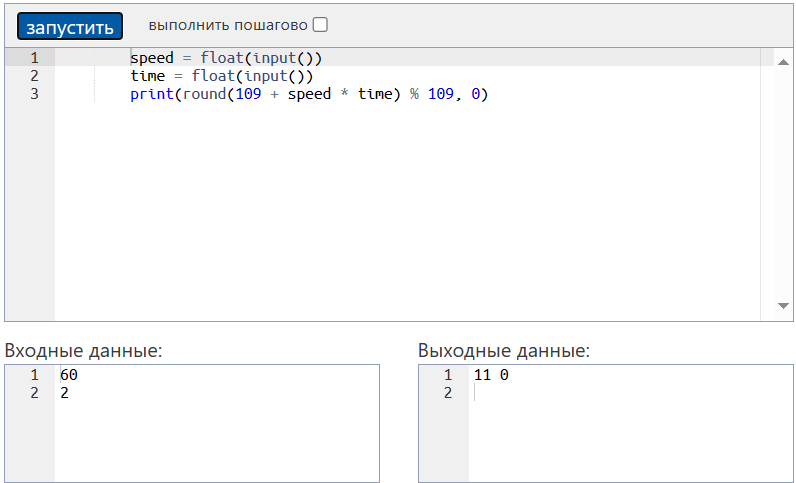 запустить выполнить пошагово
1 speed = float(input())
2 time = float(input())
3 print(round(109 + speed * time) % 109, 0)
Входные данные:
1 60
2 2
Выходные данные:
1 11 0
2